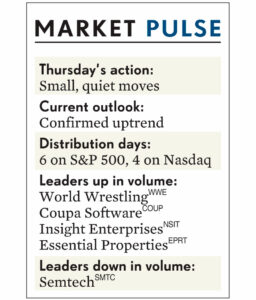 MARKET PULSE
Thursday's action:
Small, quiet moves
Current outlook:
Confirmed uptrend
Distribution days:
6 on S&P 500, 4 on Nasdaq
Leaders up in volume:
World Wrestling WWE
Coupa Software COUP
Insight Enterprises NSIT
Essential Properties EPRT
Leaders down in volume:
Semtech SMTC